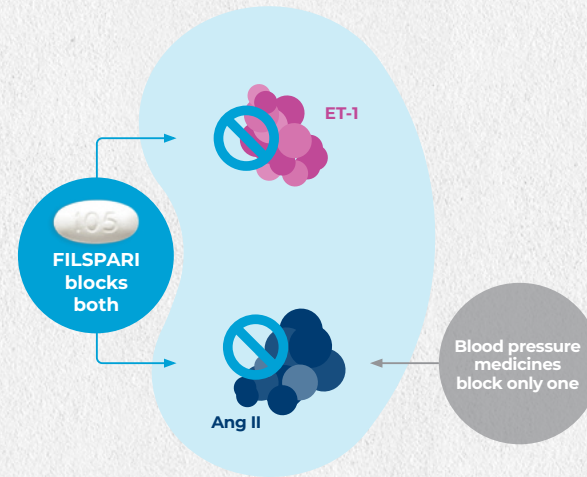 ET-1
105
FILSPARI
blocks
both
Blood pressure
medicines
block only one
Ang II